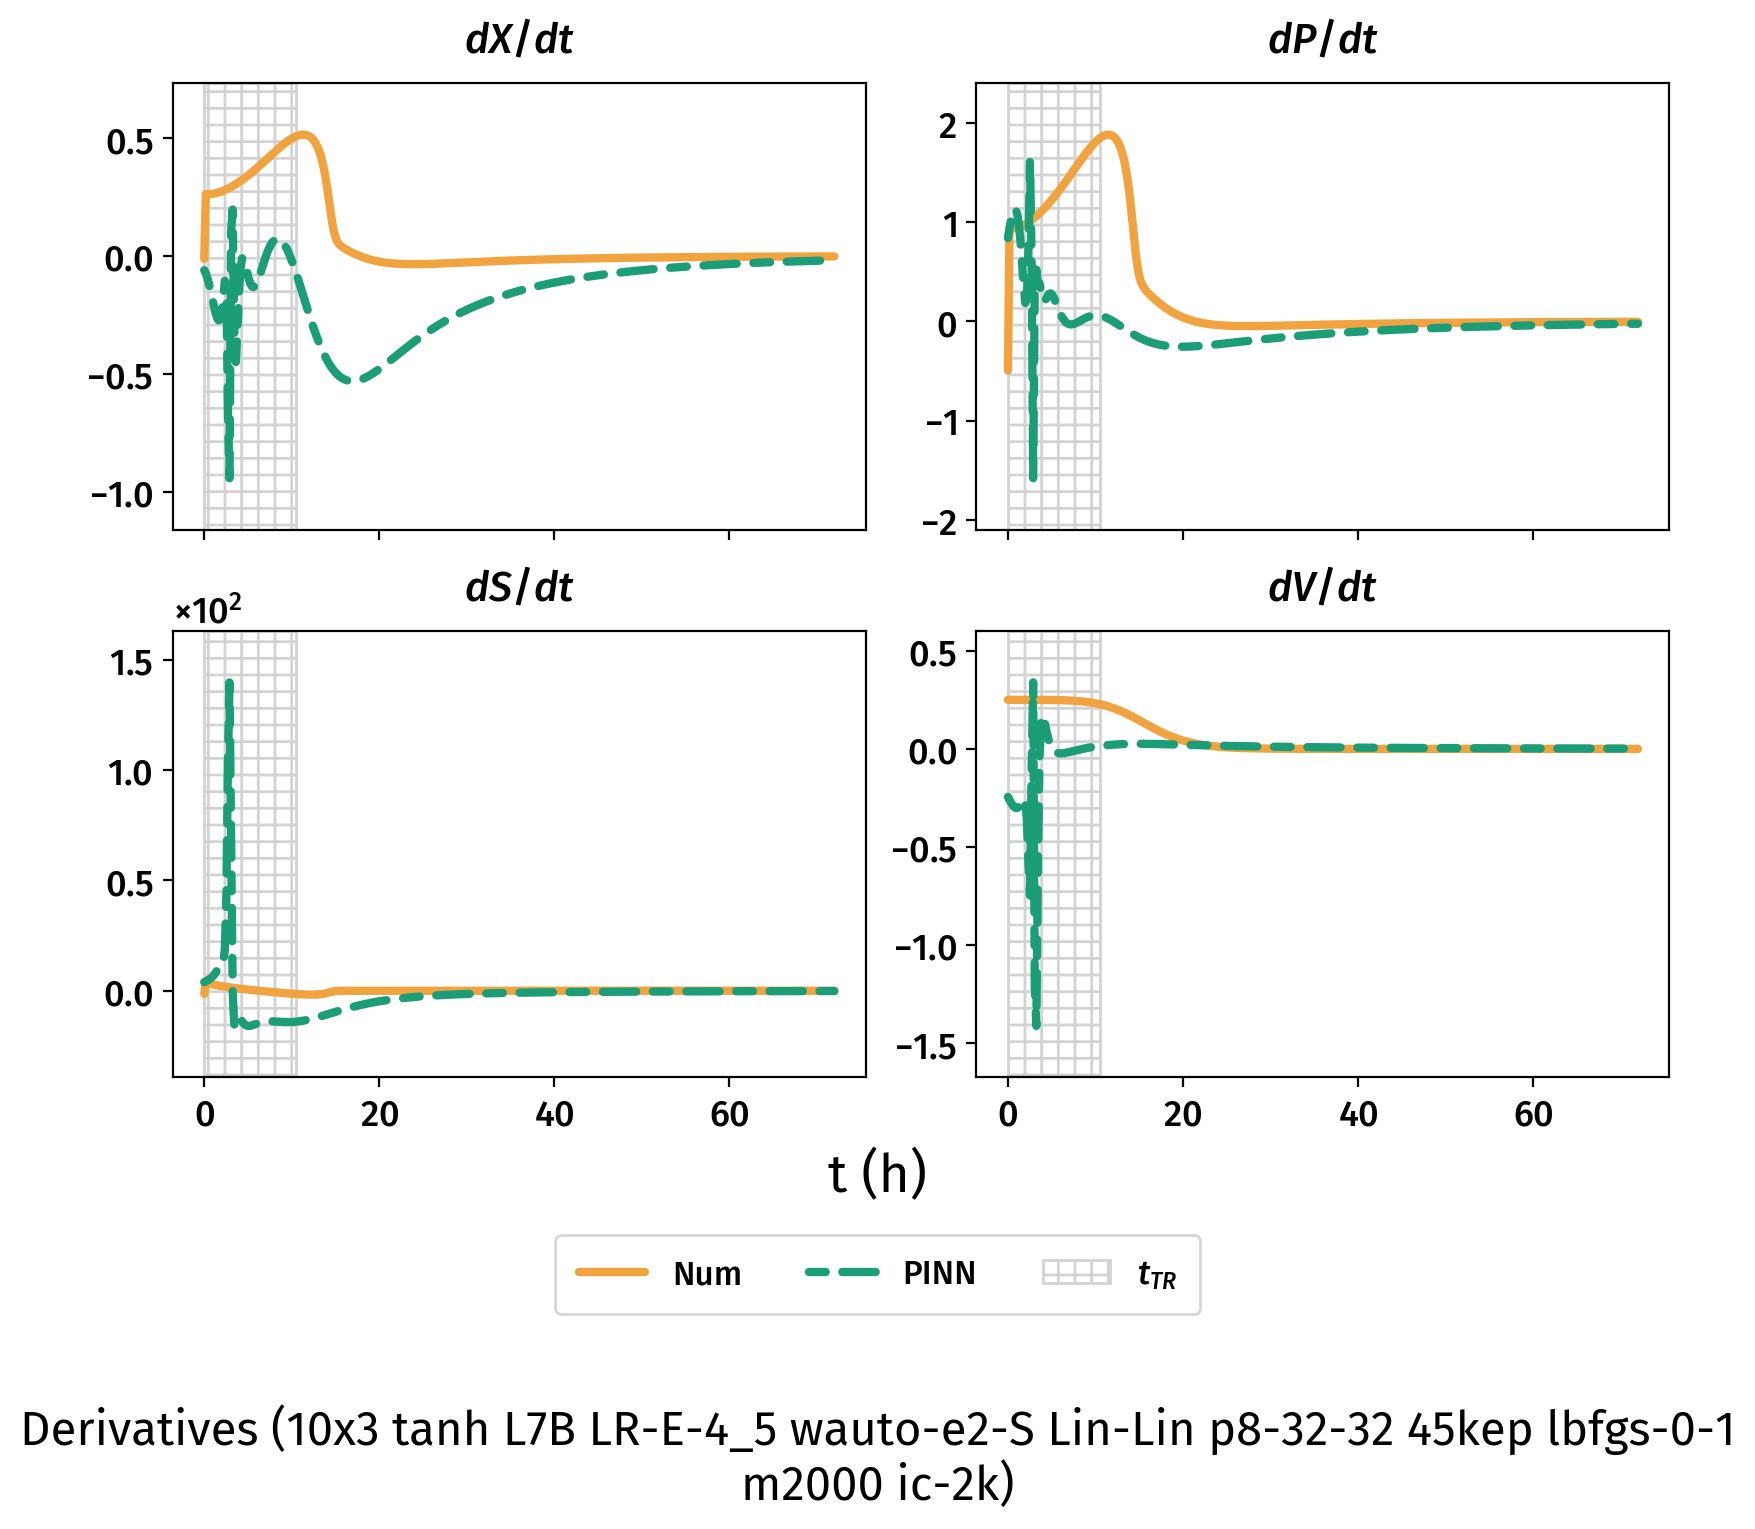 dX/dt
dP/dt
0.5
0.0
−0.5
−1.0
2
1
0
−1
−2
dS/dt
dV/dt
×10²
1.5
1.0
0.5
0.0
0.5
0.0
−0.5
−1.0
−1.5
0 20 40 60
0 20 40 60
t (h)
Num PINN t_TR
Derivatives (10x3 tanh L7B LR-E-4_5 wauto-e2-S Lin-Lin p8-32-32 45kep lbfgs-0-1
m2000 ic-2k)